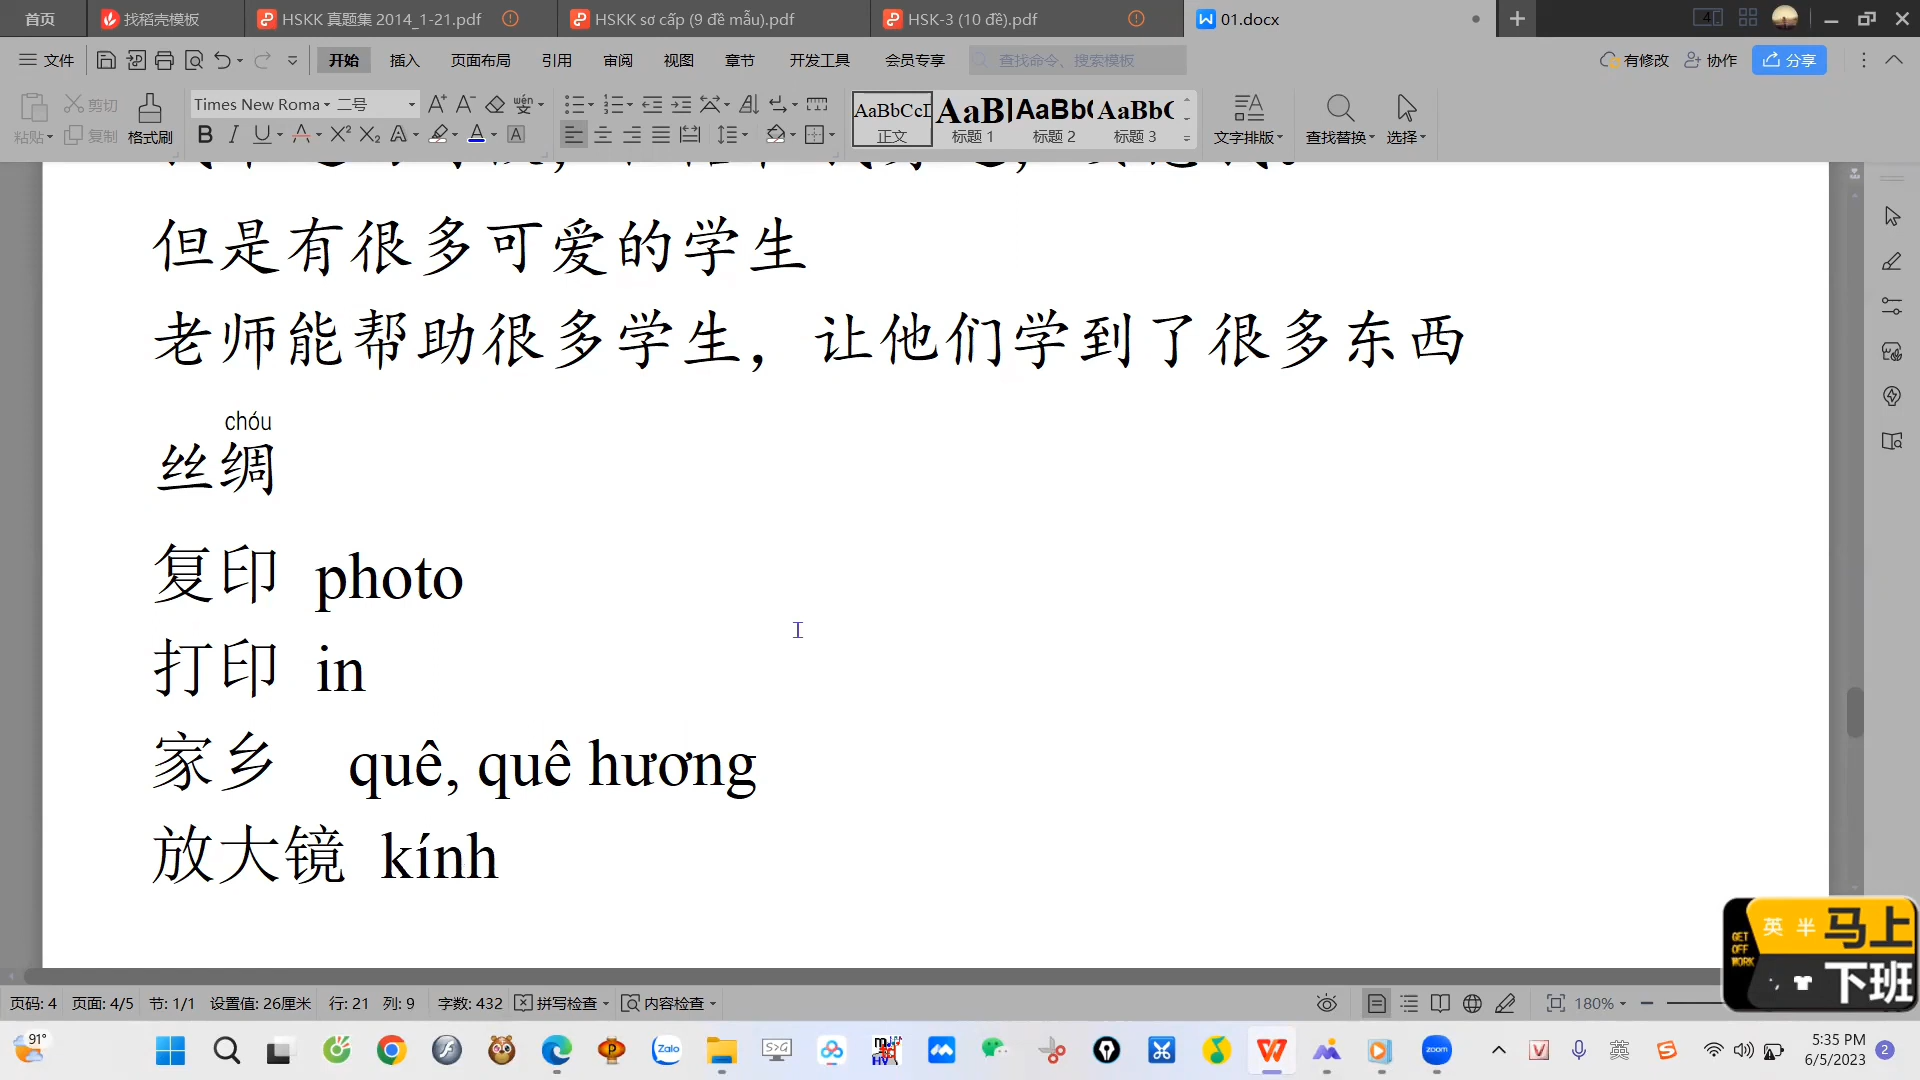 首页 找稻壳模板 HSKK 真题集 2014_1-21.pdf HSKK sơ cấp (9 đề mẫu).pdf HSK-3 (10 đề).pdf 01.docx
文件 开始 插入 页面布局 引用 审阅 视图 章节 开发工具 会员专享 查找命令、搜索模板 有修改 协作 分享
粘贴 剪切 复制 格式刷 Times New Roma 二号
AaBbCcD 正文 AaBl 标题 1 AaBb( 标题 2 AaBb( 标题 3 文字排版 查找替换 选择
但是有很多可爱的学生
老师能帮助很多学生，让他们学到了很多东西
chóu
丝绸
复印 photo
打印 in
家乡 quê, quê hương
放大镜 kính
GET OFF WORK 英 半 马上
下班
页码: 4 页面: 4/5 节: 1/1 设置值: 26厘米 行: 21 列: 9 字数: 432 拼写检查 内容检查 180%
91° Zalo zoom 英 5:35 PM
6/5/2023 2